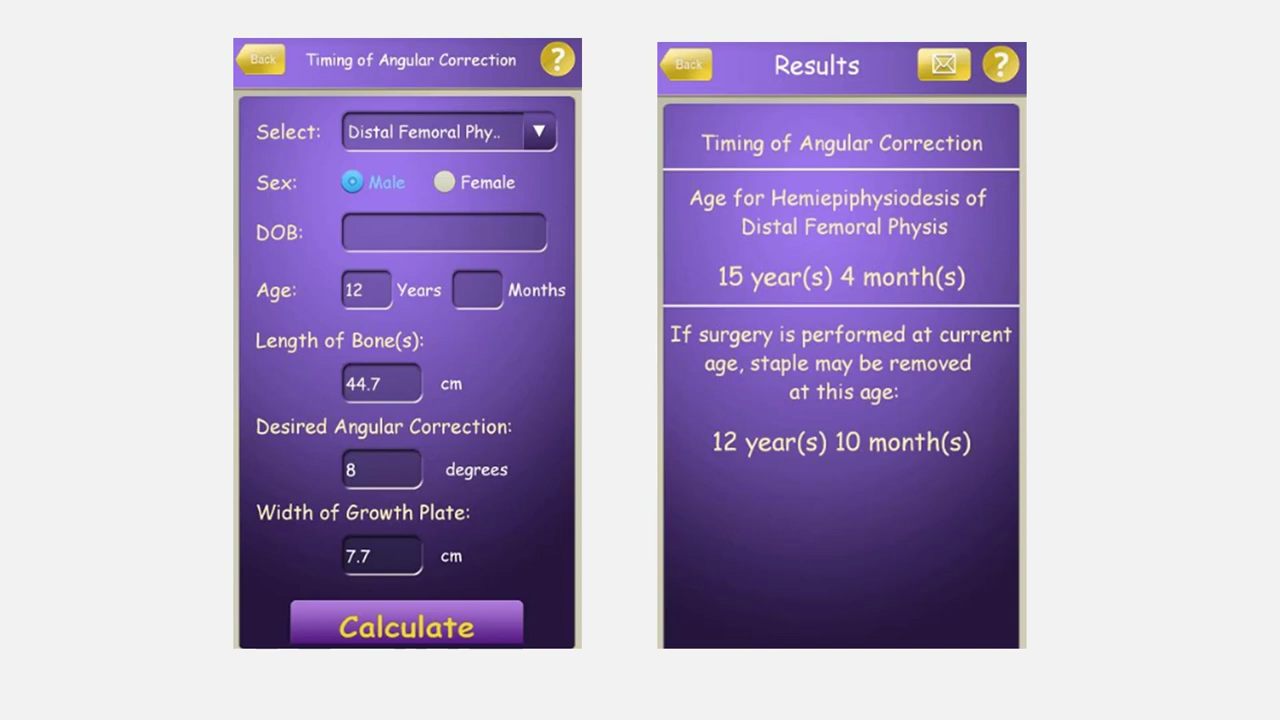 Back
Timing of Angular Correction
?
Select:
Distal Femoral Phy..
Sex:
Male
Female
DOB:
Age:
12
Years
Months
Length of Bone(s):
44.7
cm
Desired Angular Correction:
8
degrees
Width of Growth Plate:
7.7
cm
Calculate
Back
Results
?
Timing of Angular Correction
Age for Hemiepiphysiodesis of
Distal Femoral Physis
15 year(s) 4 month(s)
If surgery is performed at current
age, staple may be removed
at this age:
12 year(s) 10 month(s)